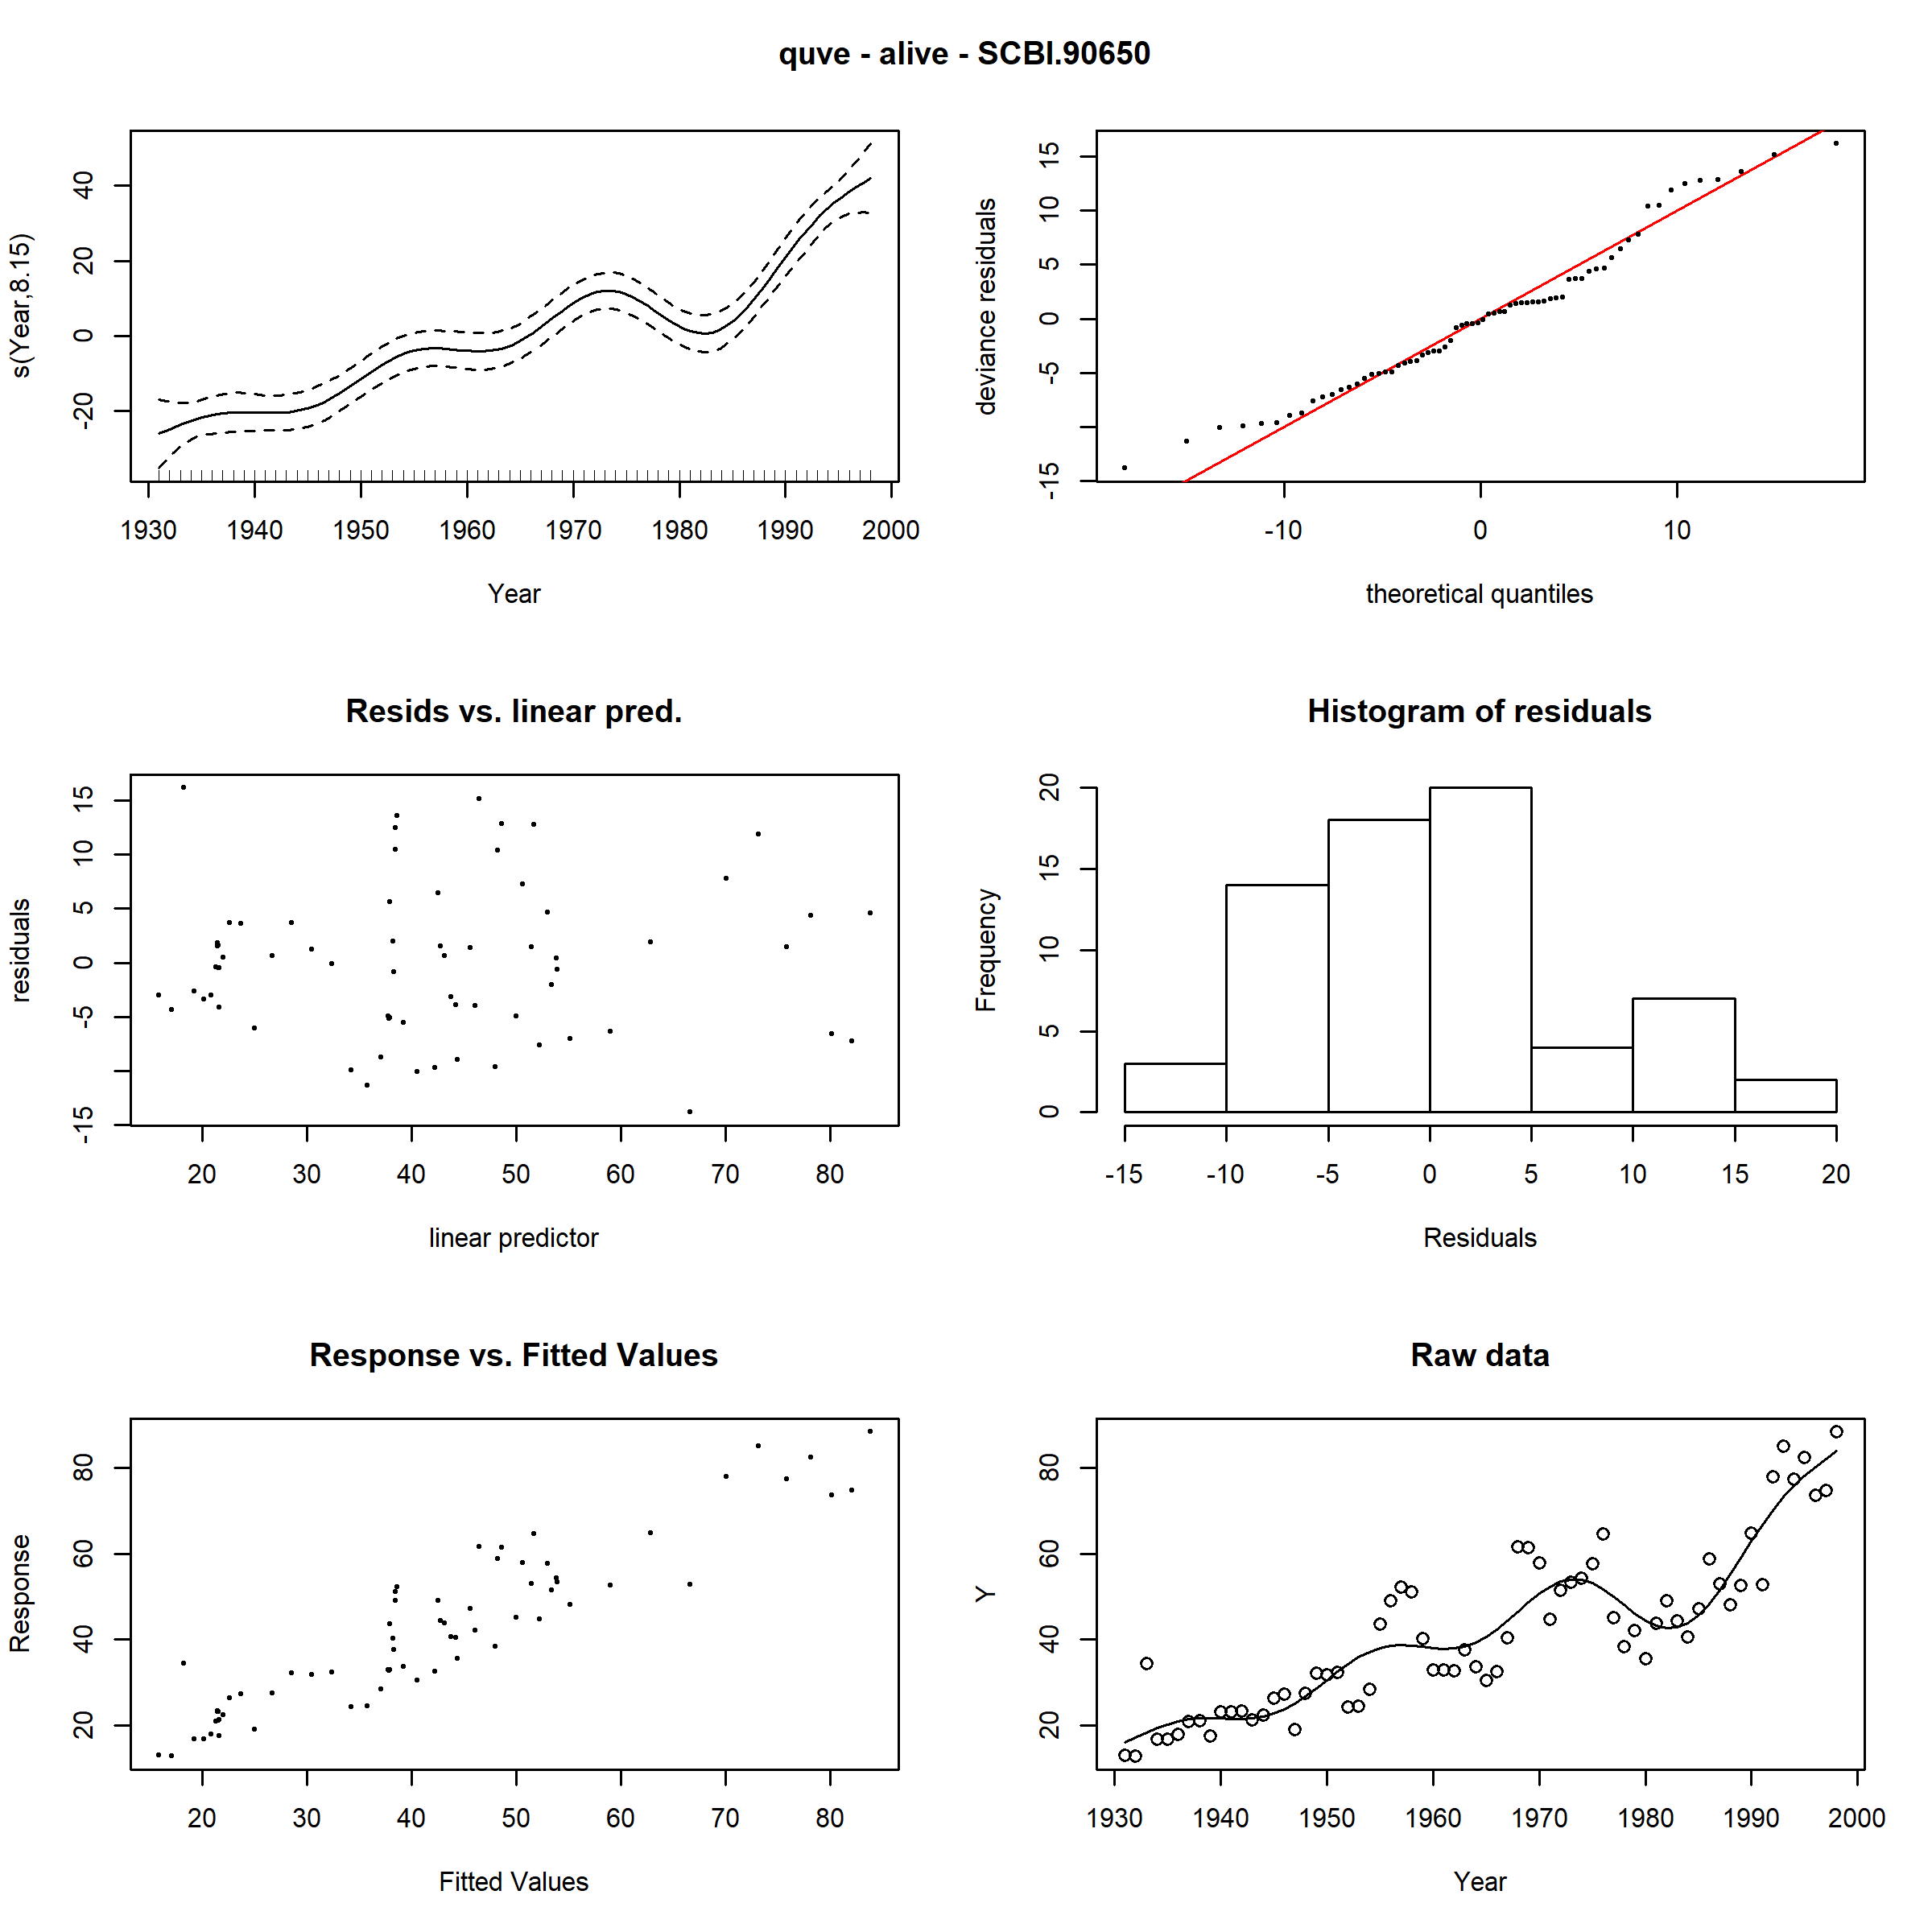 quve - alive - SCBI.90650
s(Year,8.15)
40
20
0
-20
1930 1940 1950 1960 1970 1980 1990 2000
Year
deviance residuals
15
10
5
0
-5
-15
-10 0 10
theoretical quantiles
Resids vs. linear pred.
residuals
15
10
5
0
-5
-15
20 30 40 50 60 70 80
linear predictor
Histogram of residuals
Frequency
20
15
10
5
0
-15 -10 -5 0 5 10 15 20
Residuals
Response vs. Fitted Values
Response
80
60
40
20
20 30 40 50 60 70 80
Fitted Values
Raw data
Y
80
60
40
20
1930 1940 1950 1960 1970 1980 1990 2000
Year